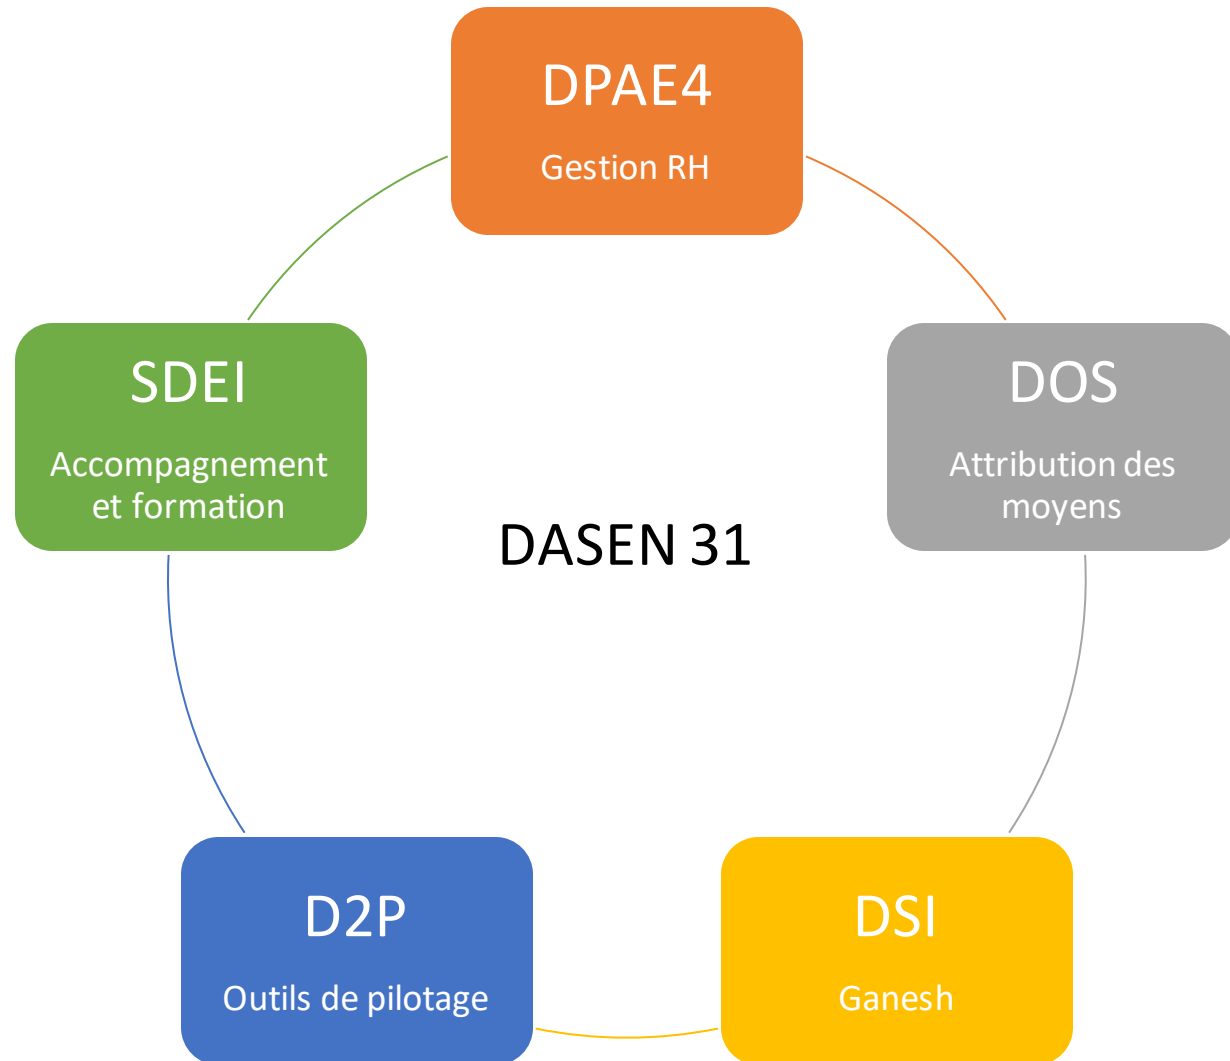 DPAE4
Gestion RH
SDEI
Accompagnement
et formation
DOS
Attribution des
moyens
DASEN 31
D2P
Outils de pilotage
DSI
Ganesh